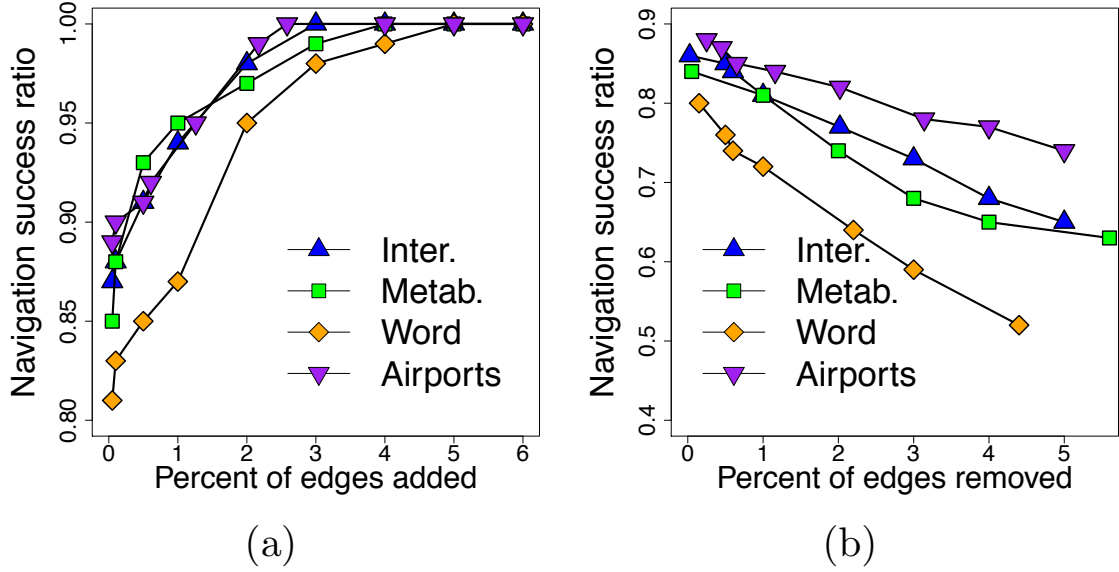 Navigation success ratio
0.80 0.85 0.90 0.95 1.00
Inter.
Metab.
Word
Airports
0 1 2 3 4 5 6
Percent of edges added
(a)
Navigation success ratio
0.4 0.5 0.6 0.7 0.8 0.9
Inter.
Metab.
Word
Airports
0 1 2 3 4 5
Percent of edges removed
(b)